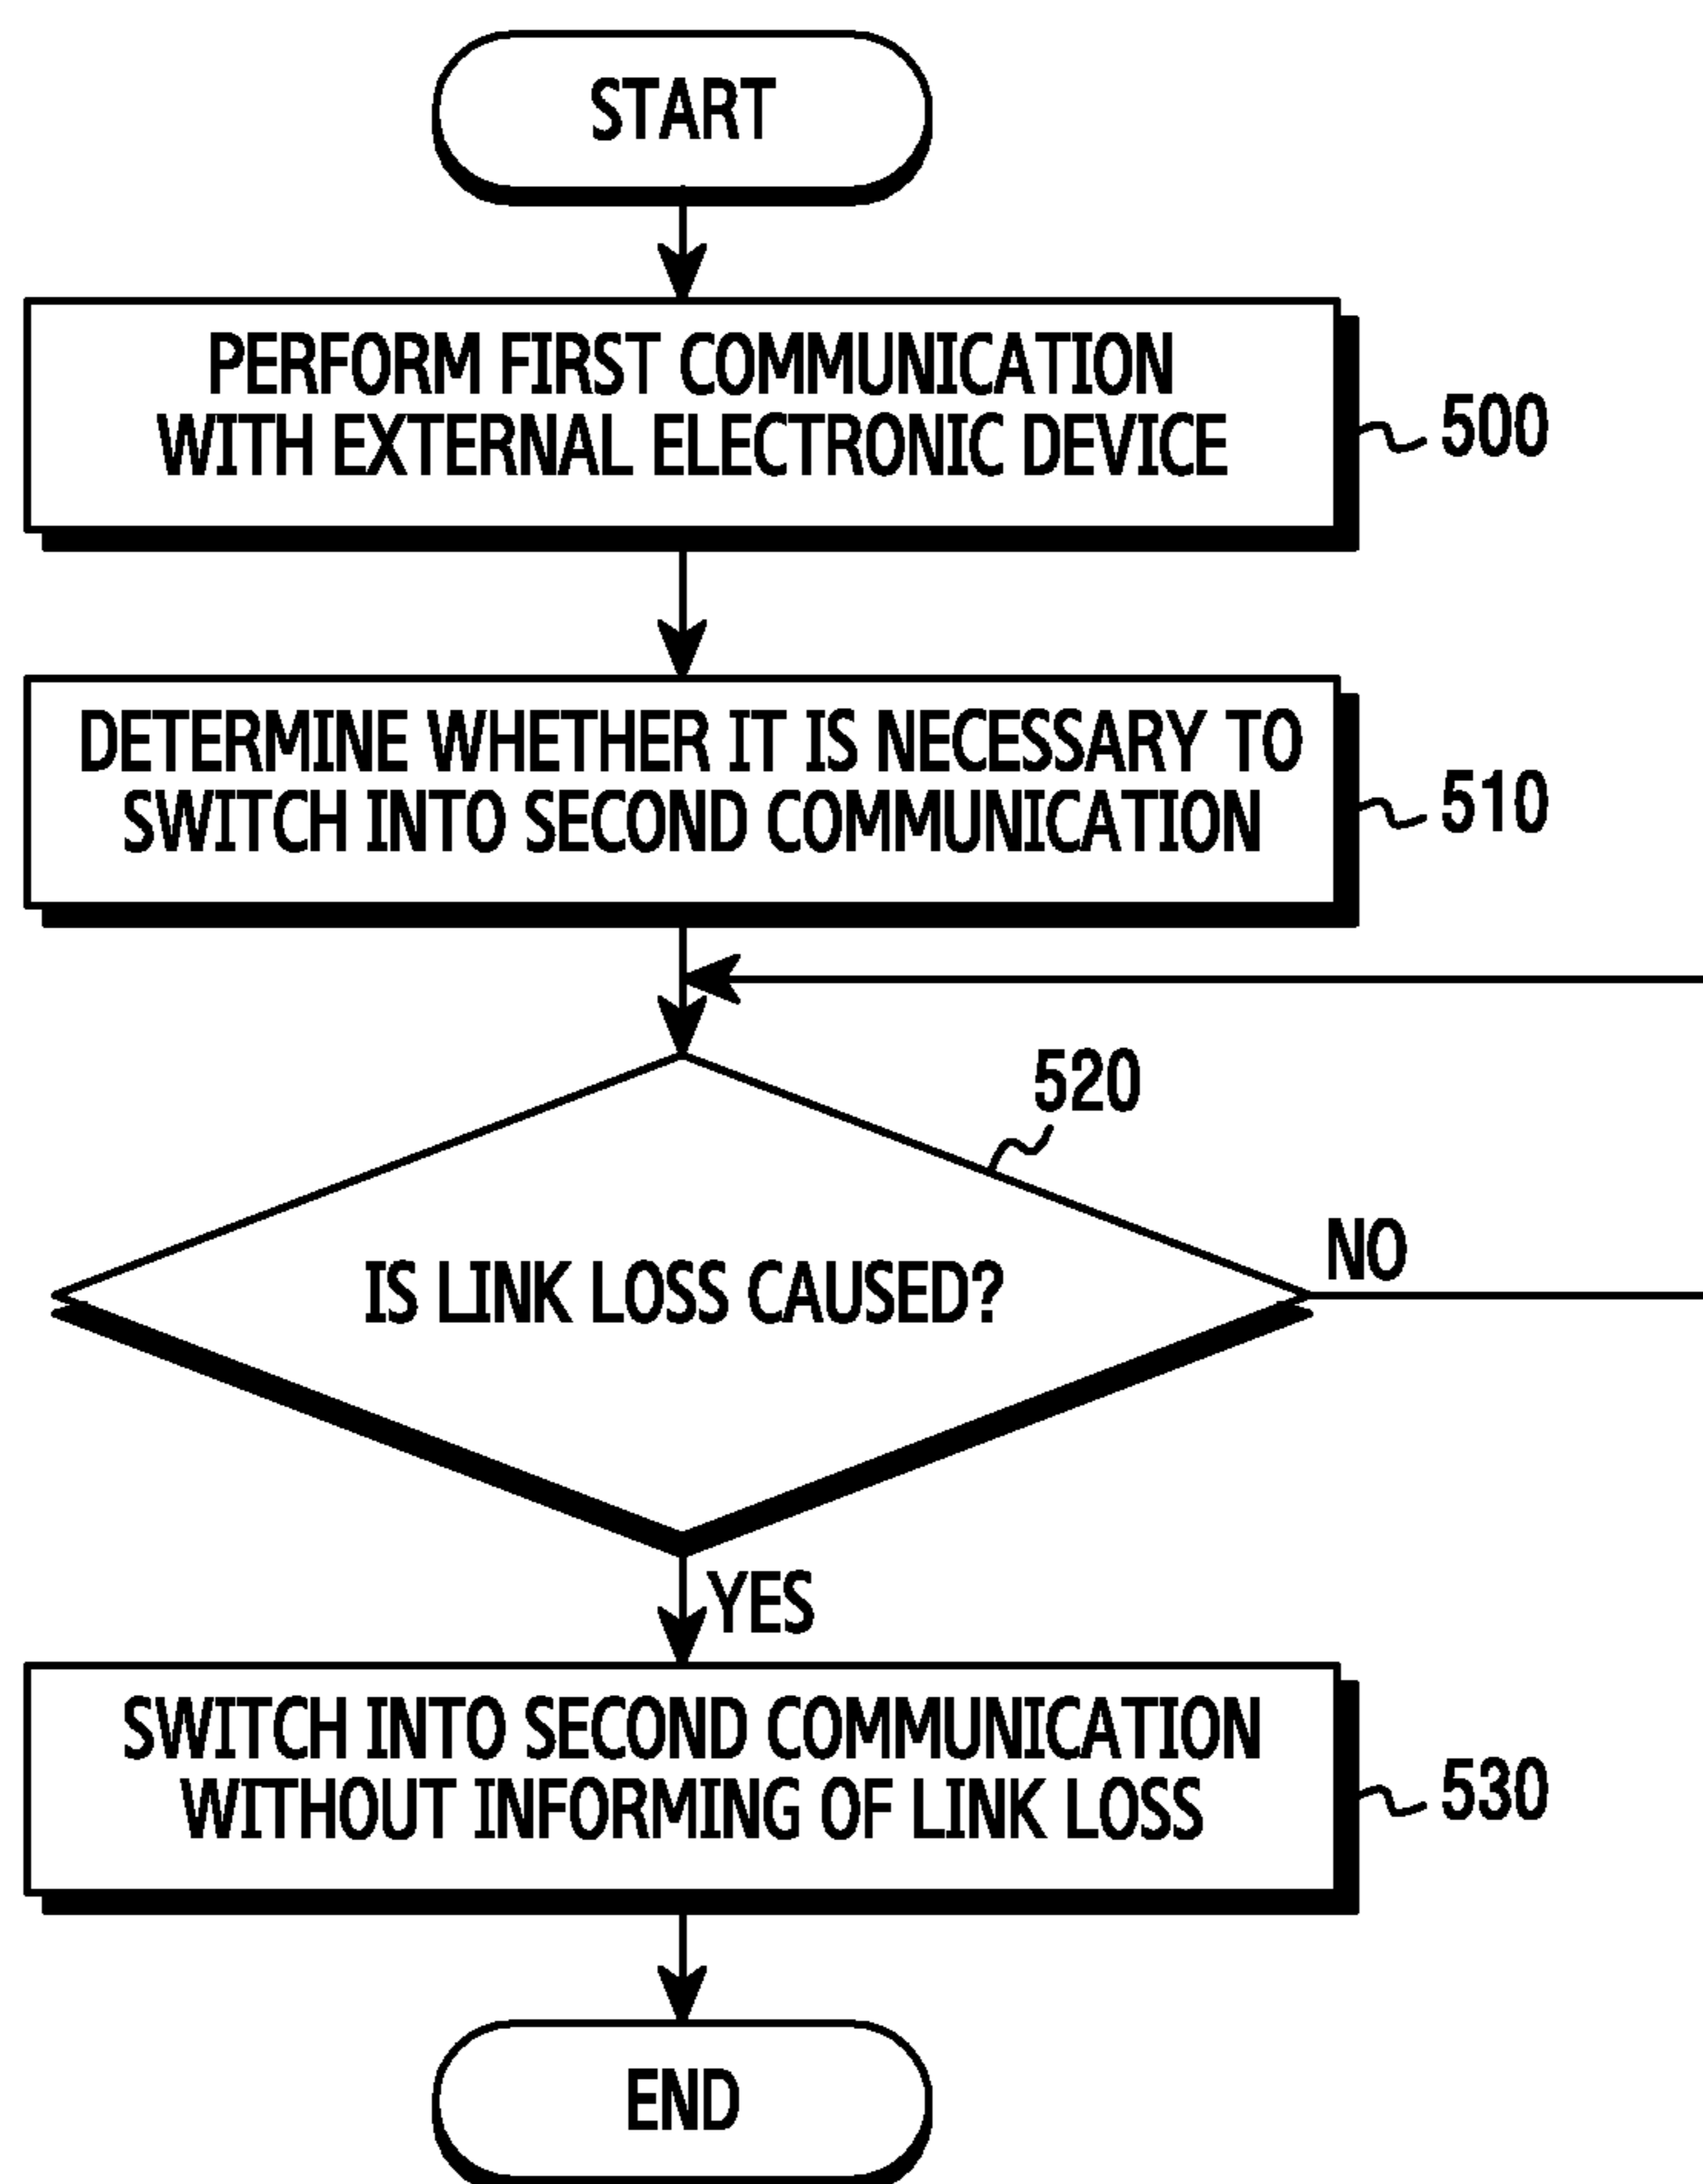 START
PERFORM FIRST COMMUNICATION
WITH EXTERNAL ELECTRONIC DEVICE
500
DETERMINE WHETHER IT IS NECESSARY TO
SWITCH INTO SECOND COMMUNICATION
510
520
IS LINK LOSS CAUSED?
NO
YES
SWITCH INTO SECOND COMMUNICATION
WITHOUT INFORMING OF LINK LOSS
530
END